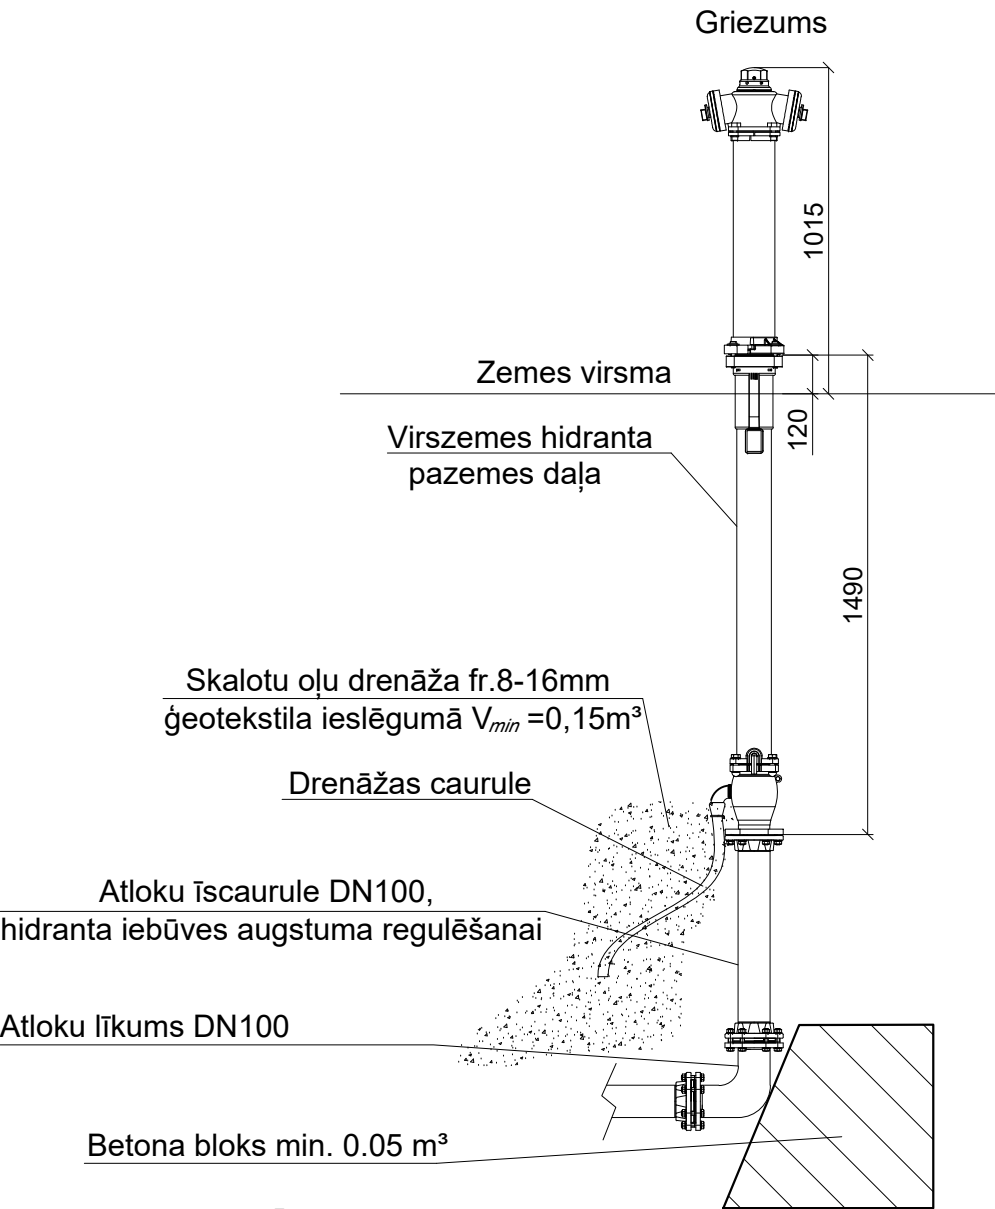 Griezums
1015
Zemes virsma
120
Virszemes hidranta
pazemes daļa
1490
Skalotu oļu drenāža fr.8-16mm
ģeotekstila ieslēgumā Vmin =0,15m³
Drenāžas caurule
Atloku īscaurule DN100,
hidranta iebūves augstuma regulēšanai
Atloku līkums DN100
Betona bloks min. 0.05 m³